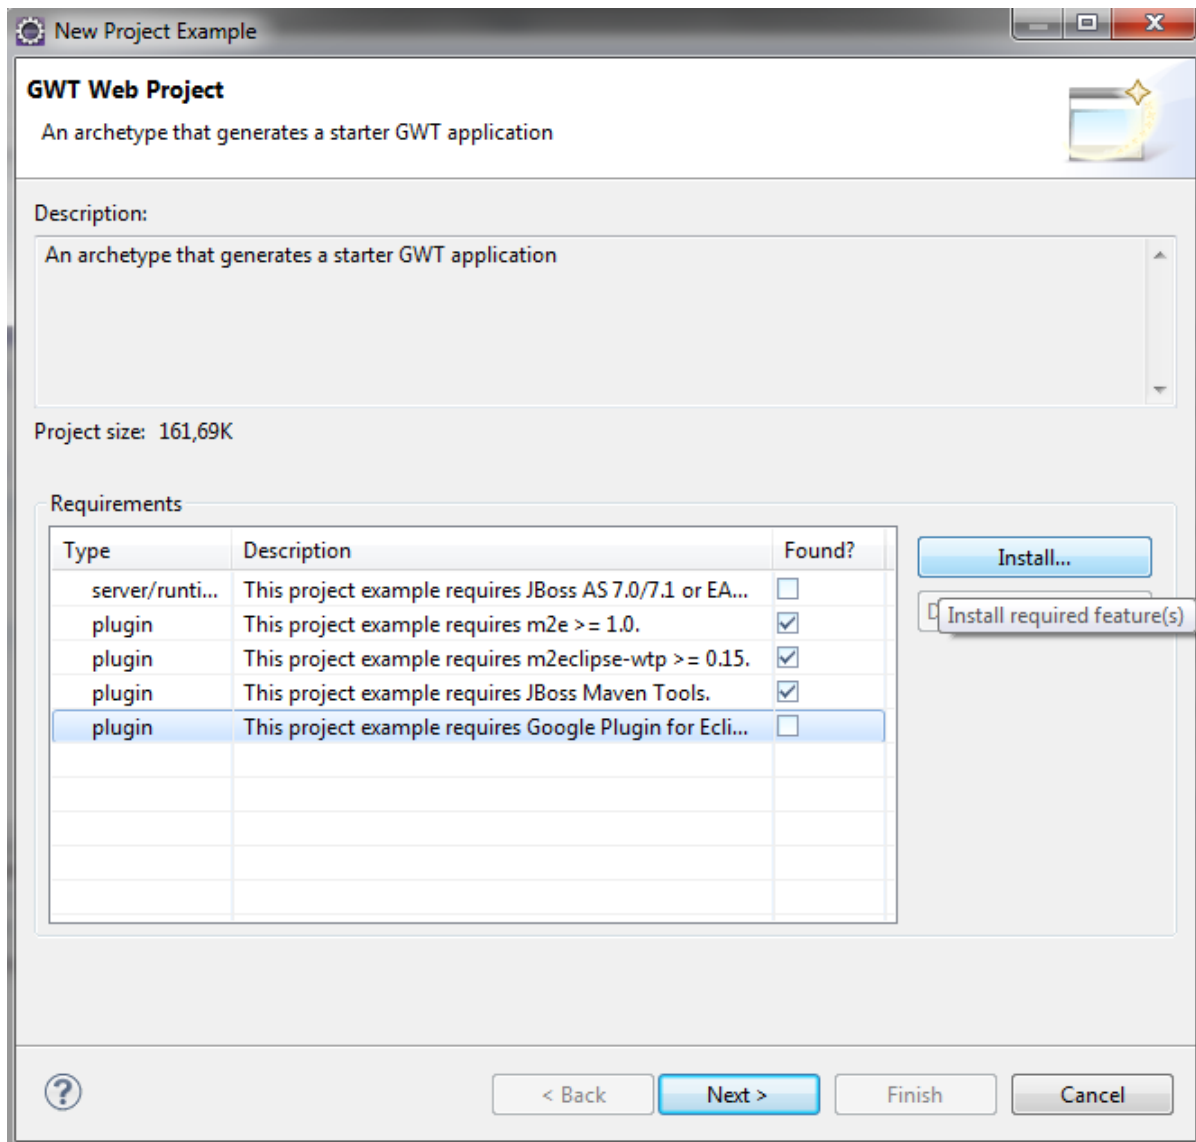 New Project Example
GWT Web Project
An archetype that generates a starter GWT application
Description:
An archetype that generates a starter GWT application
Project size: 161,69K
Requirements
Type Description Found?
server/runti... This project example requires JBoss AS 7.0/7.1 or EA...
plugin This project example requires m2e >= 1.0.
plugin This project example requires m2eclipse-wtp >= 0.15.
plugin This project example requires JBoss Maven Tools.
plugin This project example requires Google Plugin for Ecli...
Install...
Install required feature(s)
< Back Next > Finish Cancel